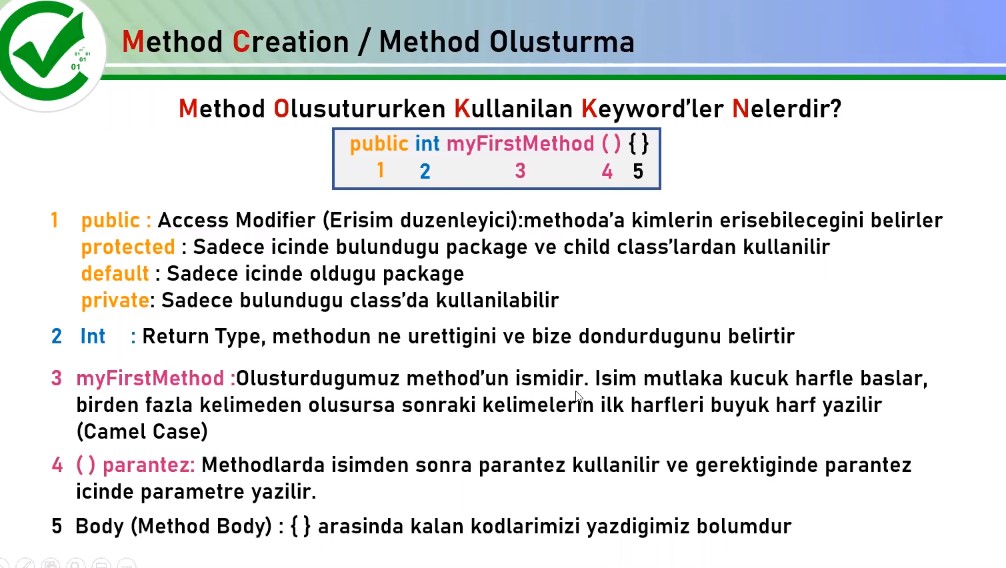 Method Creation / Method Olusturma
Method Olusutururken Kullanilan Keyword'ler Nelerdir?
public int myFirstMethod ( ) { }
1 2 3 4 5
1 public : Access Modifier (Erisim duzenleyici):methoda'a kimlerin erisebilecegini belirler
protected : Sadece icinde bulundugu package ve child class'lardan kullanilir
default : Sadece icinde oldugu package
private: Sadece bulundugu class'da kullanilabilir
2 Int : Return Type, methodun ne urettigini ve bize dondurdugunu belirtir
3 myFirstMethod :Olusturdugumuz method'un ismidir. Isim mutlaka kucuk harfle baslar,
birden fazla kelimeden olusursa sonraki kelimelerin ilk harfleri buyuk harf yazilir
(Camel Case)
4 ( ) parantez: Methodlarda isimden sonra parantez kullanilir ve gerektiginde parantez
icinde parametre yazilir.
5 Body (Method Body) : { } arasinda kalan kodlarimizi yazdigimiz bolumdur